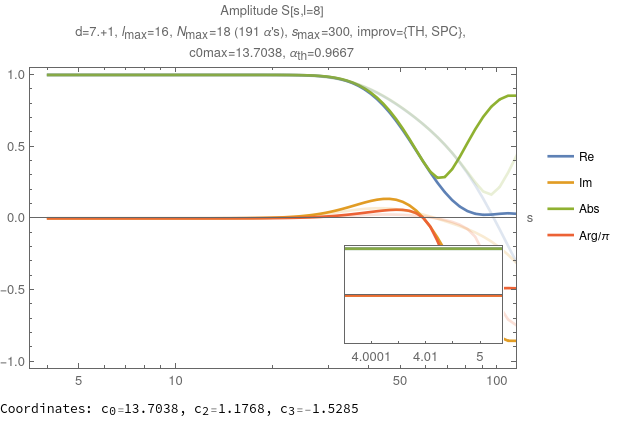 Amplitude S[s,l=8]
d=7.+1, lmax=16, Nmax=18 (191 α's), smax=300, improv={TH, SPC},
c0max=13.7038, αth=0.9667
1.0
0.5
0.0
-0.5
-1.0
5
10
50
100
s
4.0001
4.01
5
Re
Im
Abs
Arg/π
Coordinates: c0=13.7038, c2=1.1768, c3=-1.5285